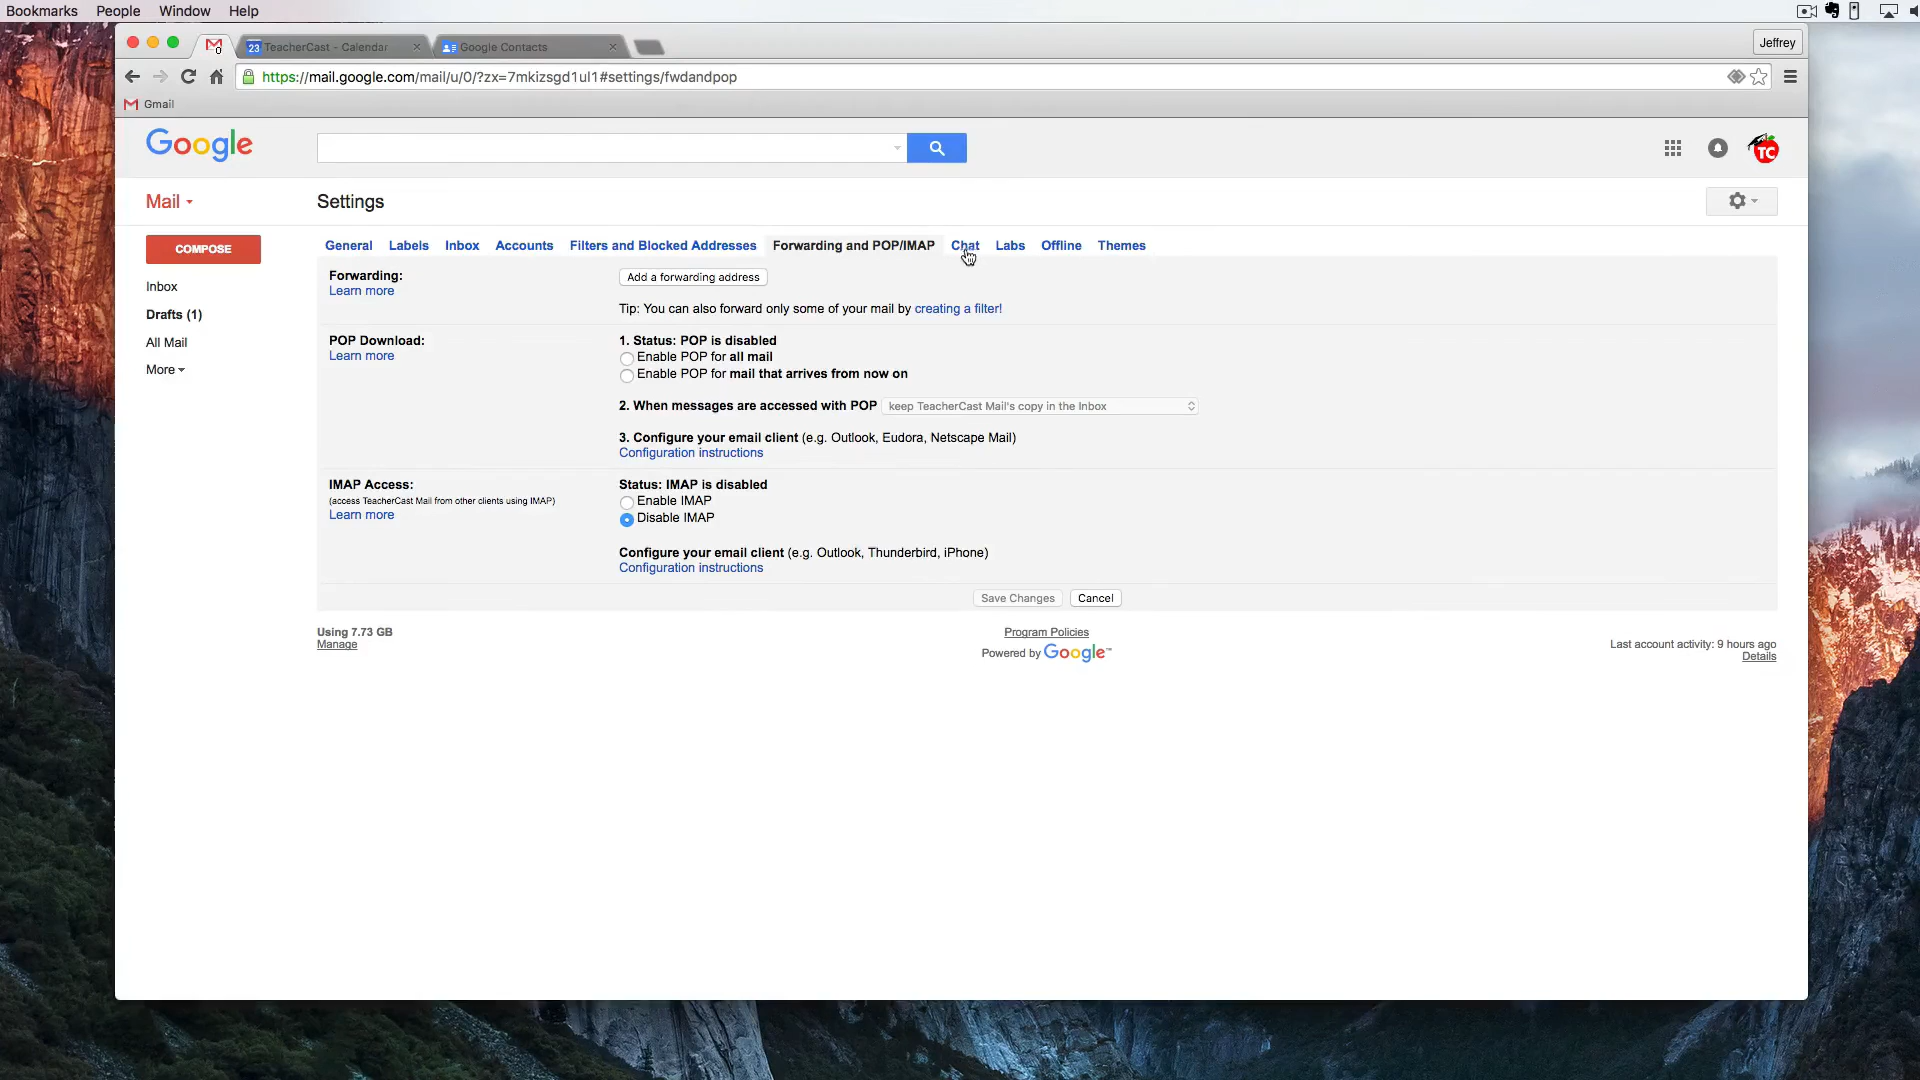 Bookmarks People Window Help
0 23 TeacherCast - Calendar × Google Contacts × Jeffrey
https://mail.google.com/mail/u/0/?zx=7mkizsgd1ul1#settings/fwdandpop
Gmail
Google
TC
Mail Settings
General Labels Inbox Accounts Filters and Blocked Addresses Forwarding and POP/IMAP Chat Labs Offline Themes
COMPOSE
Inbox
Drafts (1)
All Mail
More
Forwarding:
Learn more
Add a forwarding address
Tip: You can also forward only some of your mail by creating a filter!
POP Download:
Learn more
1. Status: POP is disabled
Enable POP for all mail
Enable POP for mail that arrives from now on
2. When messages are accessed with POP keep TeacherCast Mail's copy in the Inbox
3. Configure your email client (e.g. Outlook, Eudora, Netscape Mail)
Configuration instructions
IMAP Access:
(access TeacherCast Mail from other clients using IMAP)
Learn more
Status: IMAP is disabled
Enable IMAP
Disable IMAP
Configure your email client (e.g. Outlook, Thunderbird, iPhone)
Configuration instructions
Save Changes Cancel
Using 7.73 GB
Manage
Program Policies
Powered by Google™
Last account activity: 9 hours ago
Details